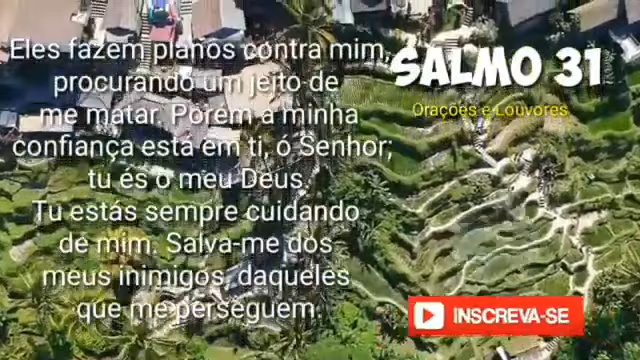 Eles fazem planos contra mim,
procurando um jeito de
me matar. Porém a minha
confiança está em ti, ó Senhor;
tu és o meu Deus.
Tu estás sempre cuidando
de mim. Salva-me dos
meus inimigos, daqueles
que me perseguem.
SALMO 31
Orações e Louvores
INSCREVA-SE